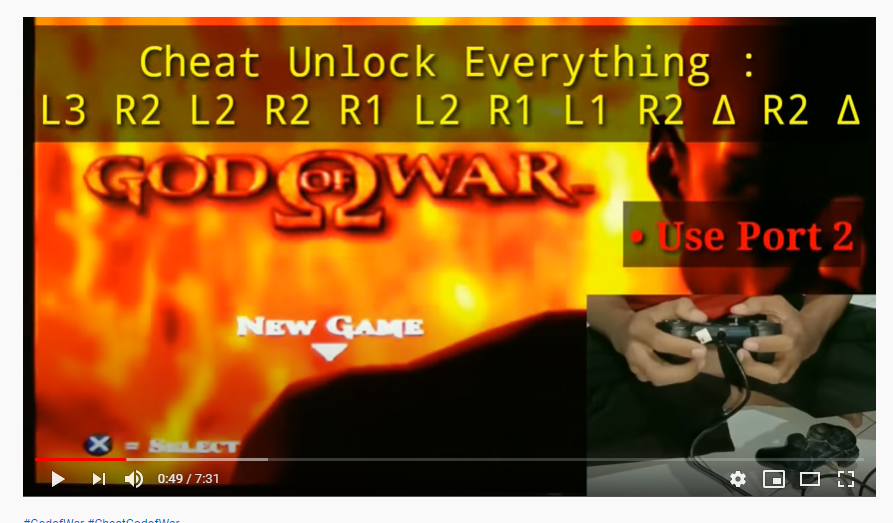 Cheat Unlock Everything :
L3 R2 L2 R2 R1 L2 R1 L1 R2 Δ R2 Δ
GOD OF WAR™
• Use Port 2
NEW GAME
X = SELECT
0:49 / 7:31
#GodofWar #CheatGodofWar